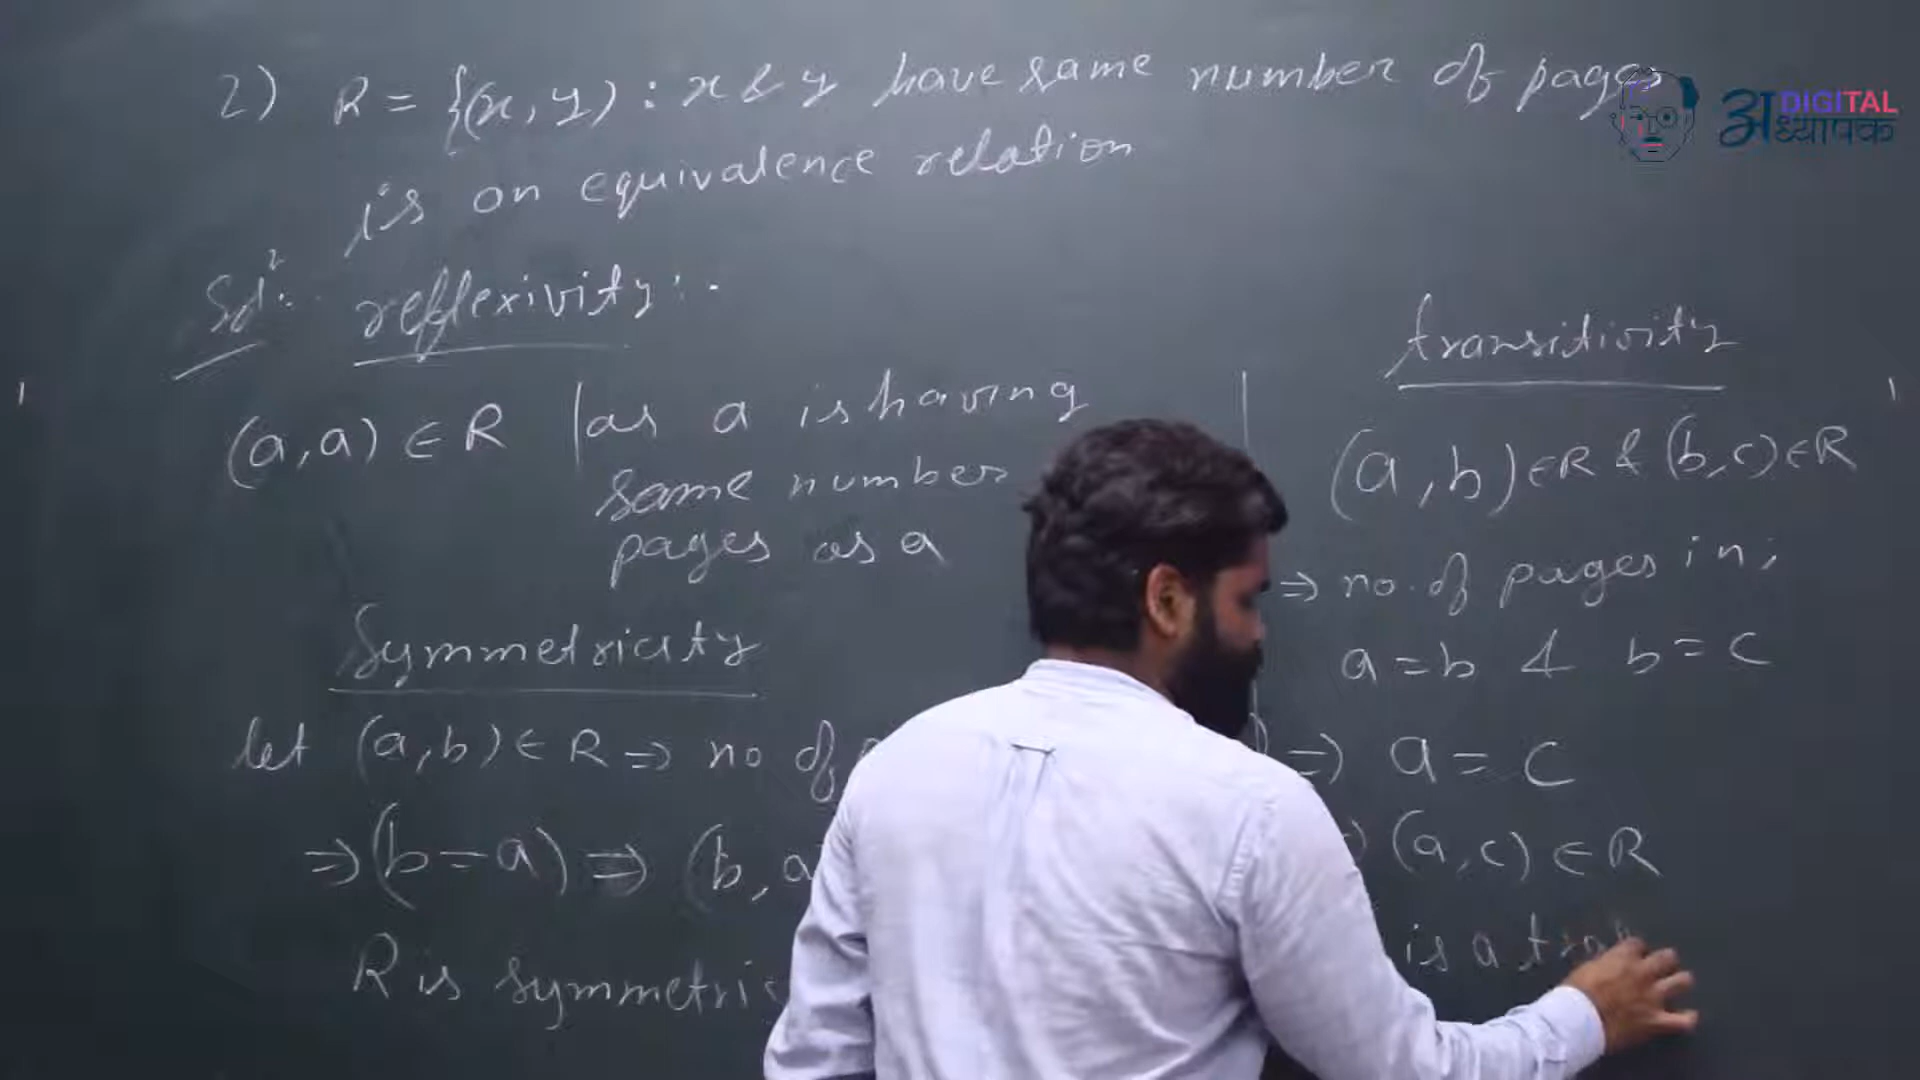 2) R = {(x, y) : x & y have same number of pages
is an equivalence relation
Solⁿ:- reflexivity :-
(a,a) ∈ R | as a is having
same number
pages as a
Symmetricity
let (a,b) ∈ R ⇒ no of
⇒ (b=a) ⇒ (b, a
R is symmetric
transitivity
(a, b) ∈ R & (b, c) ∈ R
⇒ no. of pages in ;
a = b & b = c
⇒ a = c
(a, c) ∈ R
is a
DIGITAL
अध्यापक